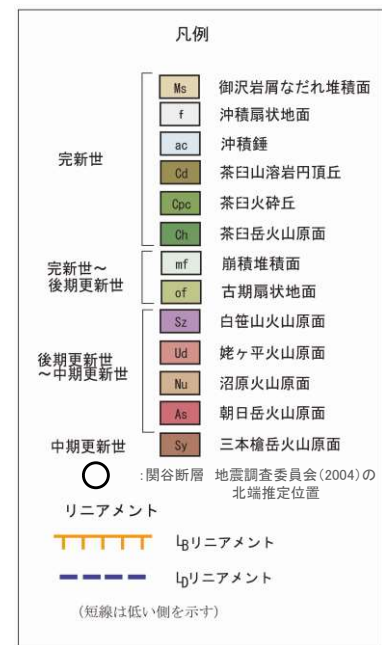 凡例
完新世
Ms 御沢岩屑なだれ堆積面
f 沖積扇状地面
ac 沖積錘
Cd 茶臼山溶岩円頂丘
Cpc 茶臼火砕丘
Ch 茶臼岳火山原面
完新世～
後期更新世
mf 崩積堆積面
of 古期扇状地面
後期更新世
～中期更新世
Sz 白笹山火山原面
Ud 姥ヶ平火山原面
Nu 沼原火山原面
As 朝日岳火山原面
中期更新世 Sy 三本槍岳火山原面
:関谷断層 地震調査委員会(2004)の
北端推定位置
リニアメント
LBリニアメント
LDリニアメント
(短線は低い側を示す)